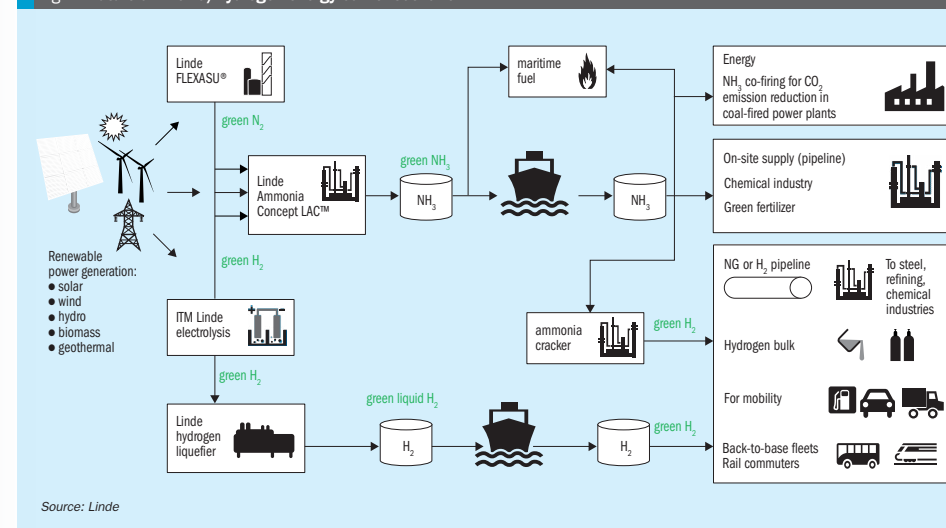 Linde
FLEXASU®
green N₂
maritime
fuel
Energy
NH₃ co-firing for CO₂
emission reduction in
coal-fired power plants
Linde
Ammonia
Concept LAC™
green NH₃
NH₃
NH₃
On-site supply (pipeline)
Chemical industry
Green fertilizer
Renewable
power generation:
● solar
● wind
● hydro
● biomass
● geothermal
green H₂
ITM Linde
electrolysis
green H₂
ammonia
cracker
green H₂
NG or H₂ pipeline
To steel,
refining,
chemical
industries
Hydrogen bulk
For mobility
Back-to-base fleets
Rail commuters
Linde
hydrogen
liquefier
green liquid H₂
H₂
H₂
green H₂
Source: Linde